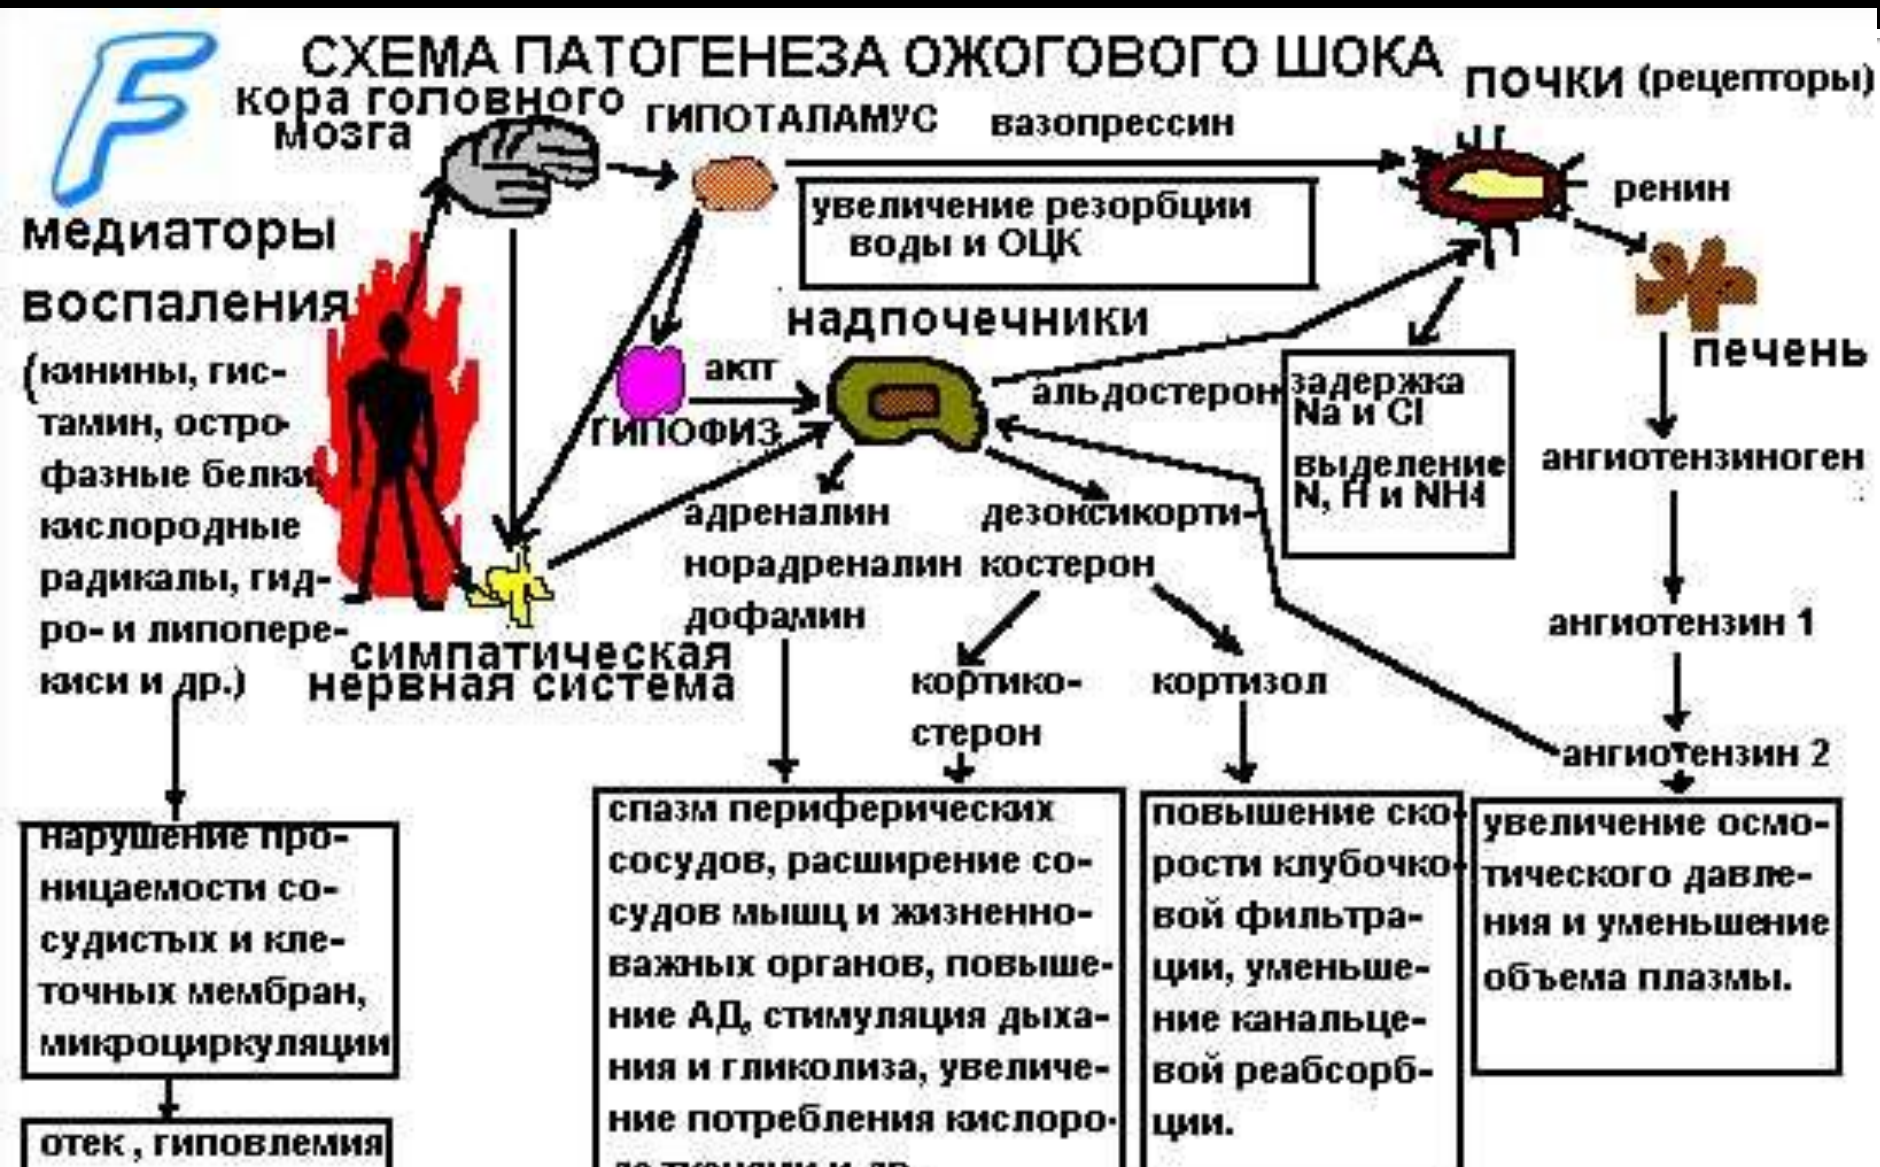 F
СХЕМА ПАТОГЕНЕЗА ОЖОГОВОГО ШОКА
кора головного
мозга
ГИПОТАЛАМУС
вазопрессин
ПОЧКИ (рецепторы)
увеличение резорбции
воды и ОЦК
ренин
печень
медиаторы
воспаления
(кинины, гис-
тамин, остро-
фазные белки,
кислородные
радикалы, гид-
ро- и липопере-
киси и др.)
надпочечники
актг
ГИПОФИЗ
альдостерон
задержка
Na и Cl
выделение
N, H и NH4
ангиотензиноген
ангиотензин 1
ангиотензин 2
адреналин
норадреналин
дофамин
дезоксикорти-
костерон
симпатическая
нервная система
кортико-
стерон
кортизол
нарушение про-
ницаемости со-
судистых и кле-
точных мембран,
микроциркуляции
отек , гиповлемия
спазм периферических
сосудов, расширение со-
судов мышц и жизненно-
важных органов, повыше-
ние АД, стимуляция дыха-
ния и гликолиза, увеличе-
ние потребления кислоро-
повышение ско-
рости клубочко-
вой фильтра-
ции, уменьше-
ние канальце-
вой реабсорб-
ции.
увеличение осмо-
тического давле-
ния и уменьшение
объема плазмы.